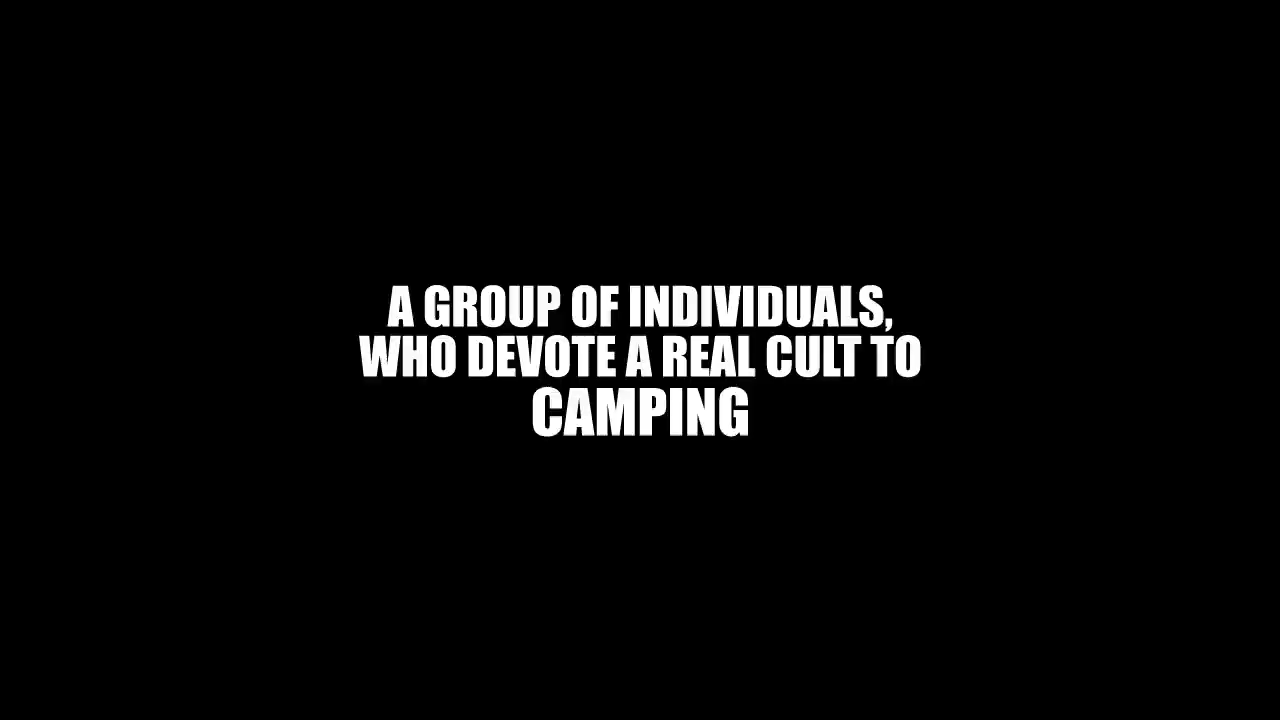 A GROUP OF INDIVIDUALS,
WHO DEVOTE A REAL CULT TO
CAMPING